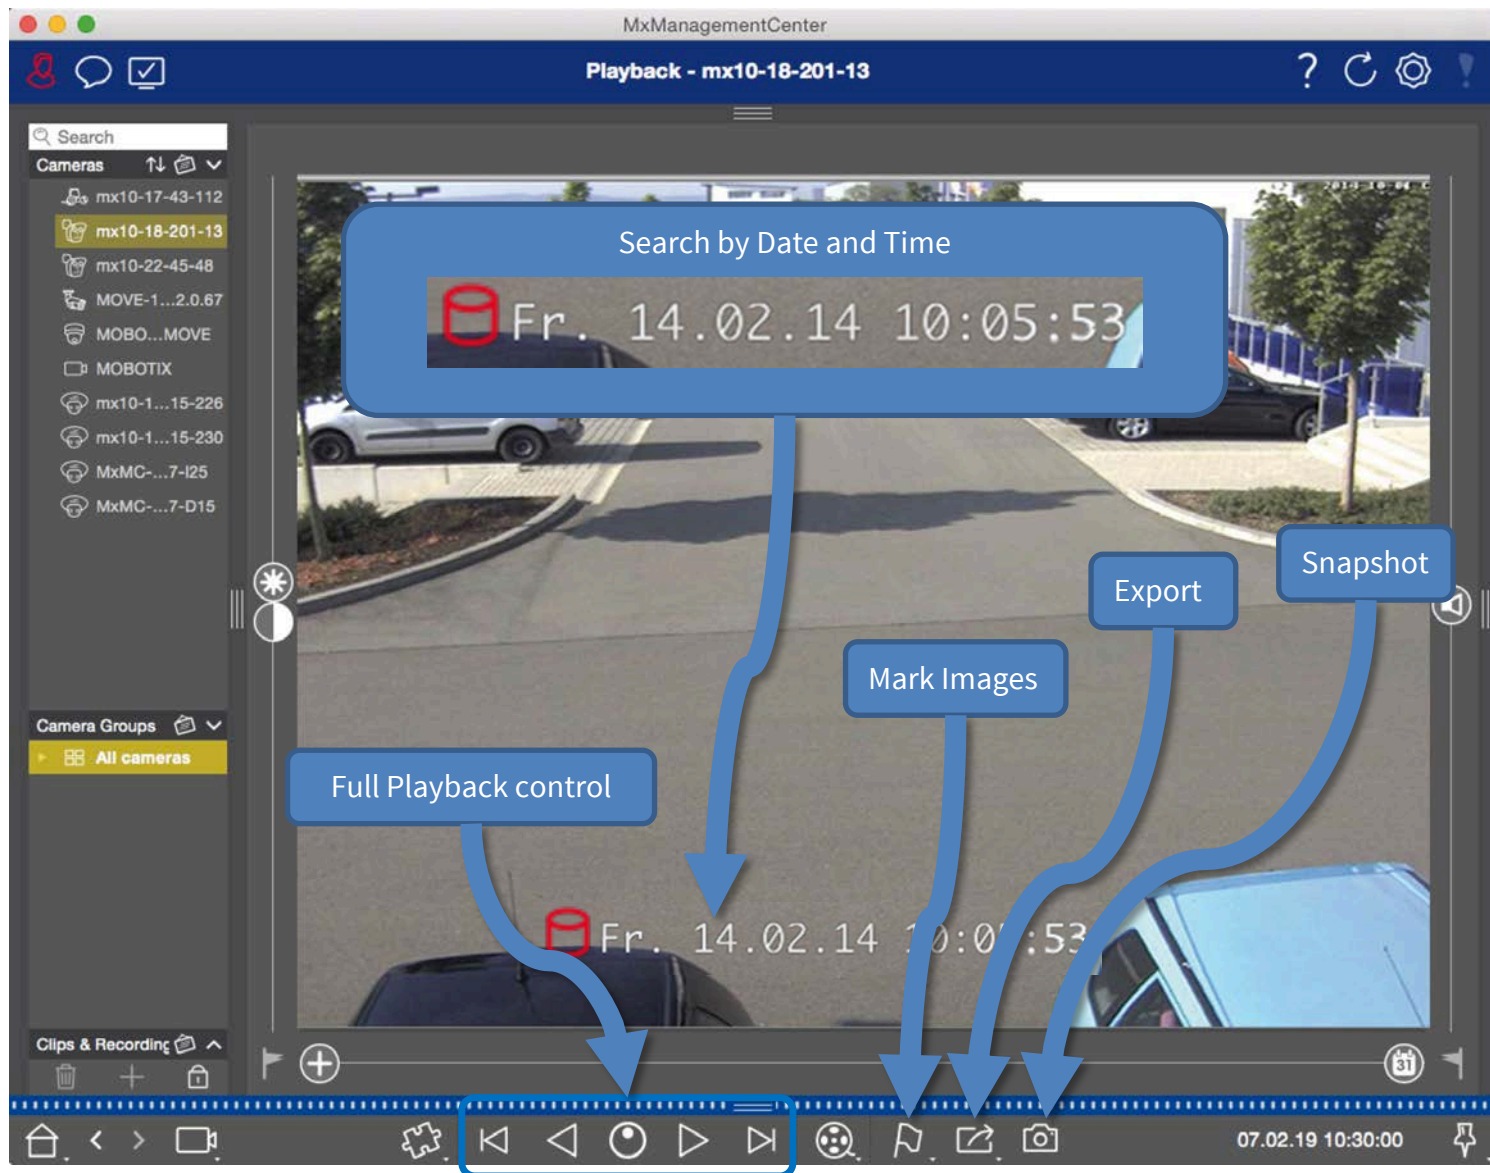 MxManagementCenter
Playback - mx10-18-201-13
?
Search
Cameras
mx10-17-43-112
mx10-18-201-13
mx10-22-45-48
MOVE-1...2.0.67
MOBO...MOVE
MOBOTIX
mx10-1...15-226
mx10-1...15-230
MxMC-...7-I25
MxMC-...7-D15
Search by Date and Time
Fr. 14.02.14 10:05:53
Snapshot
Export
Mark Images
Camera Groups
All cameras
Full Playback control
Fr. 14.02.14 10:05:53
Clips & Recording
31
07.02.19 10:30:00